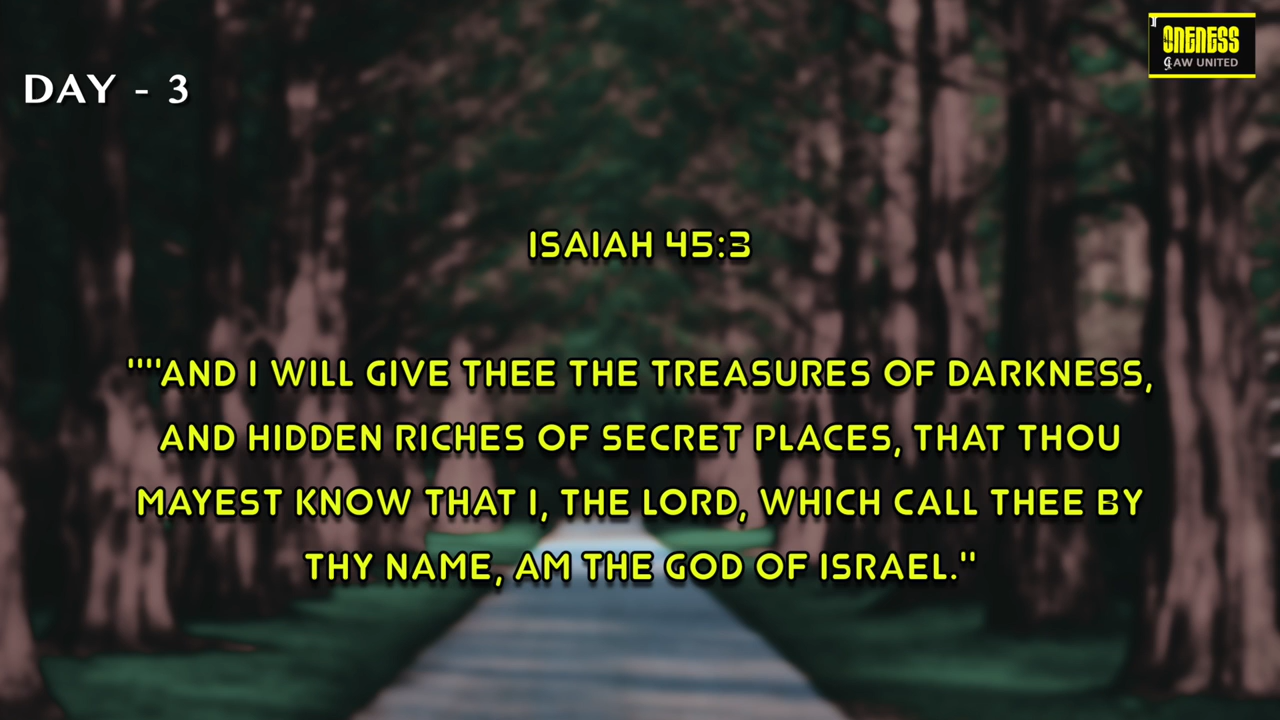 ONENESS
LAW UNITED
DAY - 3
ISAIAH 45:3
""AND I WILL GIVE THEE THE TREASURES OF DARKNESS,
AND HIDDEN RICHES OF SECRET PLACES, THAT THOU
MAYEST KNOW THAT I, THE LORD, WHICH CALL THEE BY
THY NAME, AM THE GOD OF ISRAEL."